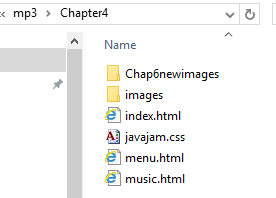 mp3 Chapter4
Name
Chap6newimages
images
index.html
javajam.css
menu.html
music.html